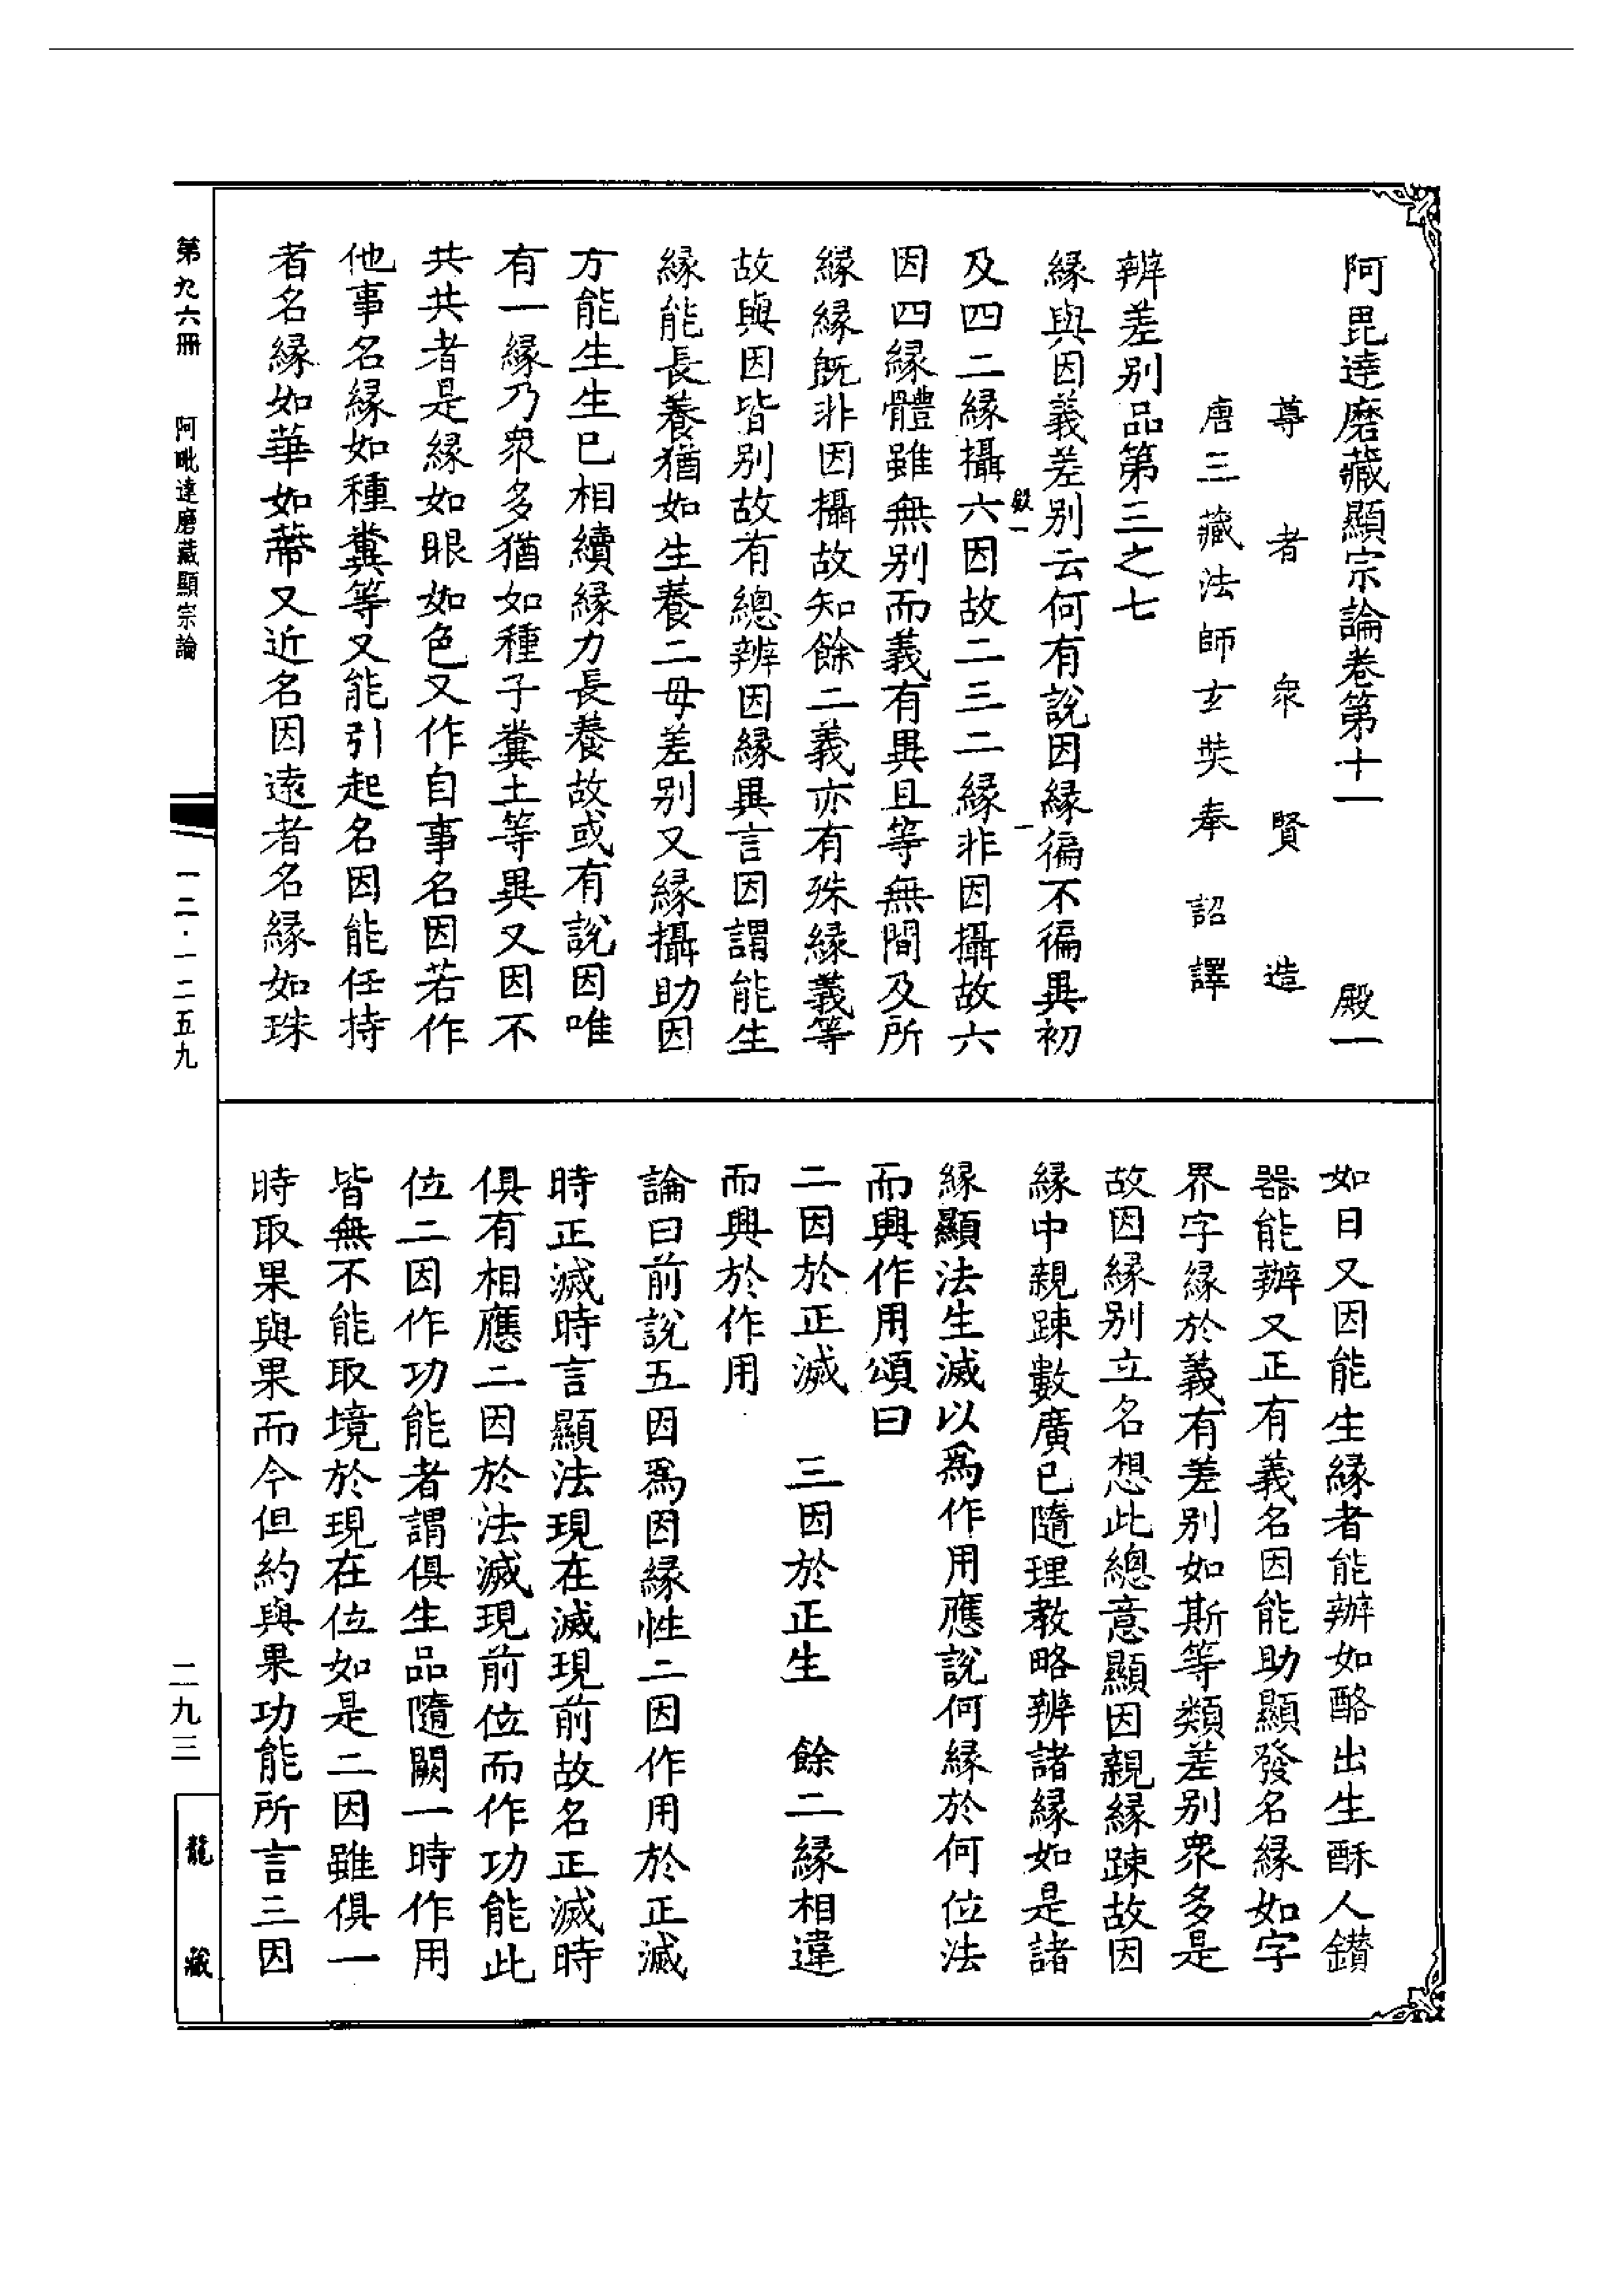 阿毘達磨藏顯宗論卷第十一　殿一
尊者衆賢造
唐三藏法師玄奘奉　詔譯
辨差別品第三之七
緣與因義差別云何有說因緣徧不徧異初
及四二緣攝六因故二三二緣非因攝故六
殿一　一
因四緣體雖無別而義有異且等無間及所
緣緣旣非因攝故知餘二義亦有殊緣義等
故與因皆別故有總辨因緣異言因謂能生
緣能長養猶如生養二母差別又緣攝助因
方能生生已相續緣力長養故或有說因唯
有一緣乃衆多猶如種子糞土等異又因不
共共者是緣如眼如色又作自事名因若作
他事名緣如種糞等又能引起名因能任持
者名緣如華如蔕又近名因遠者名緣如珠
如日又因能生緣者能辦如酪出生酥人鑚
器能辦又正有義名因能助顯發名緣如字
界字緣於義有差別如斯等類差別衆多是
故因緣別立名想此總意顯因親緣踈故因
緣中親踈數廣已隨理教略辨諸緣如是諸
緣顯法生滅以爲作用應說何緣於何位法
而興作用頌曰
二因於正滅　三因於正生　餘二緣相違
而興於作用
論曰前說五因爲因緣性二因作用於正滅
時正滅時言顯法現在滅現前故名正滅時
俱有相應二因於法滅現前位而作功能此
位二因作功能者謂俱生品隨闕一時作用
皆無不能取境於現在位如是二因雖俱一
時取果與果而今但約與果功能所言三因
第九六冊　阿毗達磨藏顯宗論　一二·一二五九　二九三
龍藏